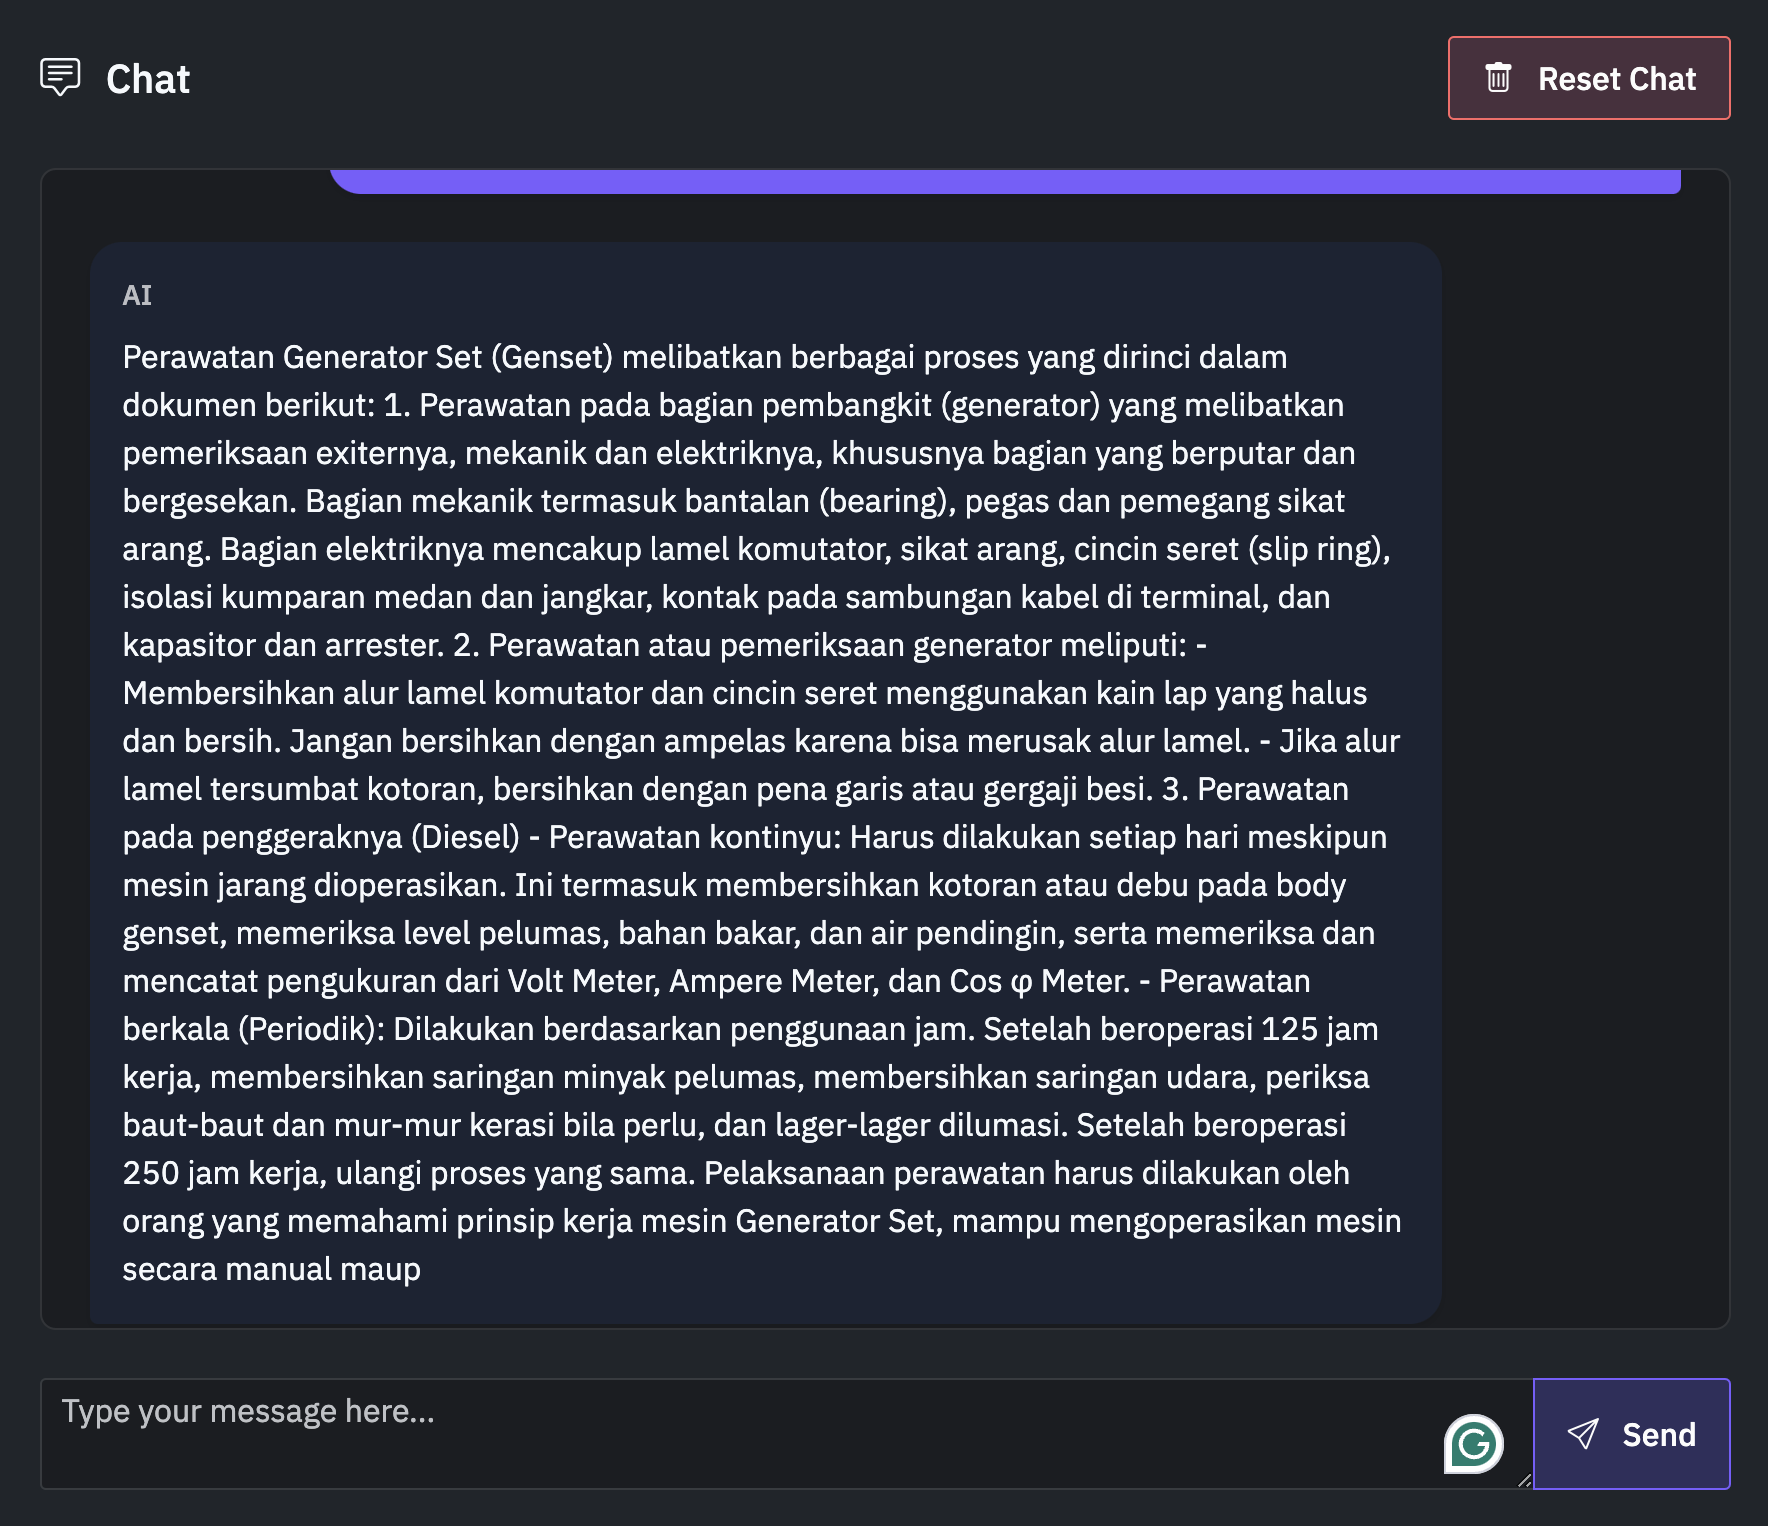 Chat
Reset Chat
AI
Perawatan Generator Set (Genset) melibatkan berbagai proses yang dirinci dalam
dokumen berikut: 1. Perawatan pada bagian pembangkit (generator) yang melibatkan
pemeriksaan exiternya, mekanik dan elektriknya, khususnya bagian yang berputar dan
bergesekan. Bagian mekanik termasuk bantalan (bearing), pegas dan pemegang sikat
arang. Bagian elektriknya mencakup lamel komutator, sikat arang, cincin seret (slip ring),
isolasi kumparan medan dan jangkar, kontak pada sambungan kabel di terminal, dan
kapasitor dan arrester. 2. Perawatan atau pemeriksaan generator meliputi: -
Membersihkan alur lamel komutator dan cincin seret menggunakan kain lap yang halus
dan bersih. Jangan bersihkan dengan ampelas karena bisa merusak alur lamel. - Jika alur
lamel tersumbat kotoran, bersihkan dengan pena garis atau gergaji besi. 3. Perawatan
pada penggeraknya (Diesel) - Perawatan kontinyu: Harus dilakukan setiap hari meskipun
mesin jarang dioperasikan. Ini termasuk membersihkan kotoran atau debu pada body
genset, memeriksa level pelumas, bahan bakar, dan air pendingin, serta memeriksa dan
mencatat pengukuran dari Volt Meter, Ampere Meter, dan Cos φ Meter. - Perawatan
berkala (Periodik): Dilakukan berdasarkan penggunaan jam. Setelah beroperasi 125 jam
kerja, membersihkan saringan minyak pelumas, membersihkan saringan udara, periksa
baut-baut dan mur-mur kerasi bila perlu, dan lager-lager dilumasi. Setelah beroperasi
250 jam kerja, ulangi proses yang sama. Pelaksanaan perawatan harus dilakukan oleh
orang yang memahami prinsip kerja mesin Generator Set, mampu mengoperasikan mesin
secara manual maup
Type your message here...
Send